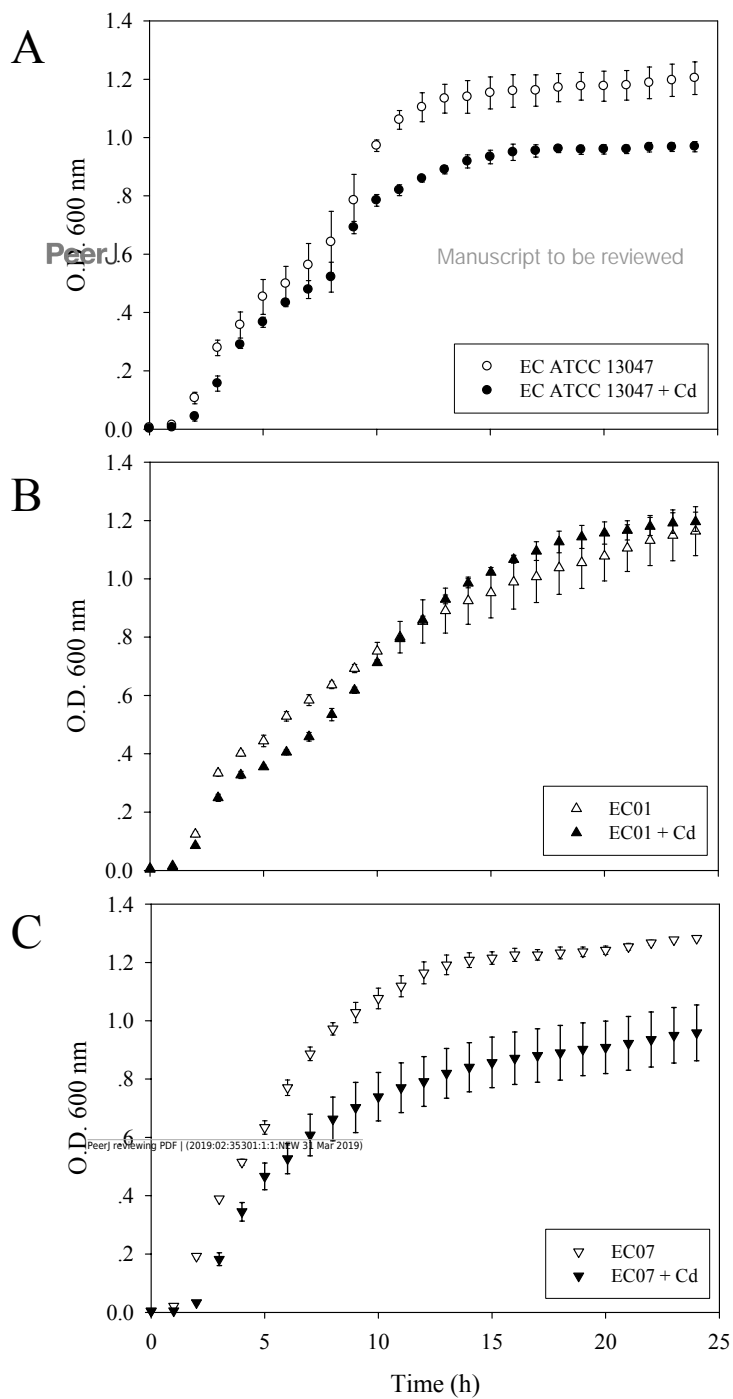 A
1.4
1.2
1.0
.8
.6
.4
.2
0.0
O.D. 600 nm
PeerJ
Manuscript to be reviewed
EC ATCC 13047
EC ATCC 13047 + Cd
B
1.4
1.2
1.0
.8
.6
.4
.2
0.0
O.D. 600 nm
EC01
EC01 + Cd
C
1.4
1.2
1.0
.8
.6
.4
.2
0.0
O.D. 600 nm
PeerJ reviewing PDF | (2019:02:35301:1:1:NEW 31 Mar 2019)
EC07
EC07 + Cd
0 5 10 15 20 25
Time (h)